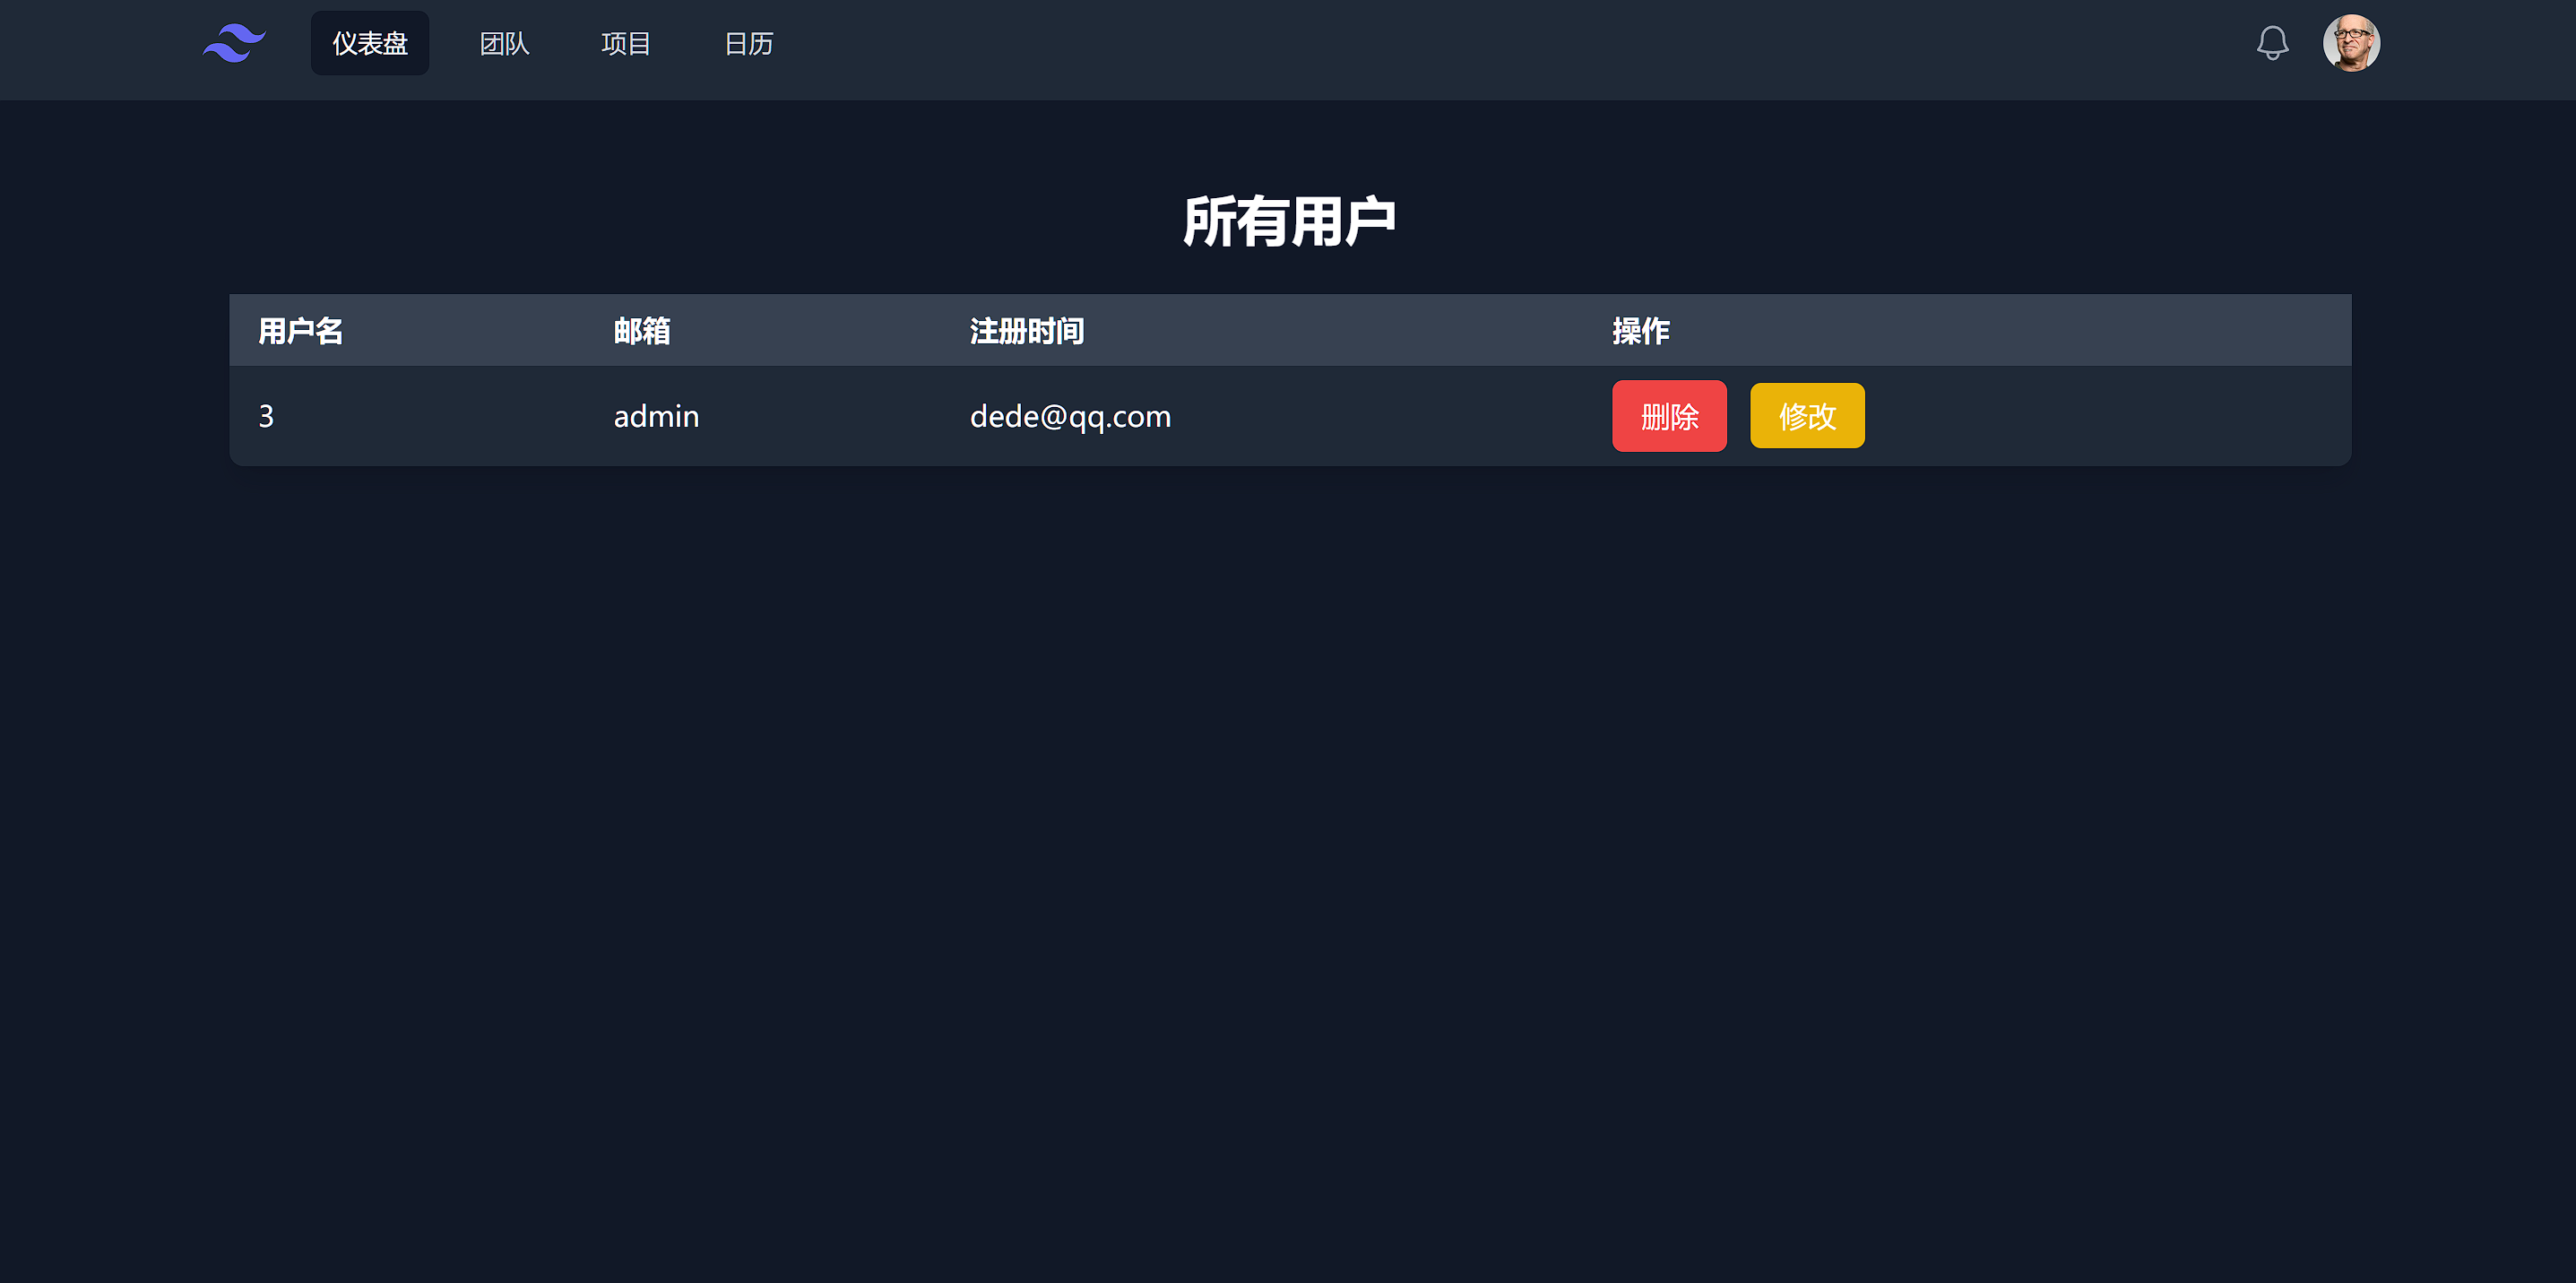 仪表盘 团队 项目 日历
所有用户
用户名 邮箱 注册时间 操作
3 admin dede@qq.com 删除 修改